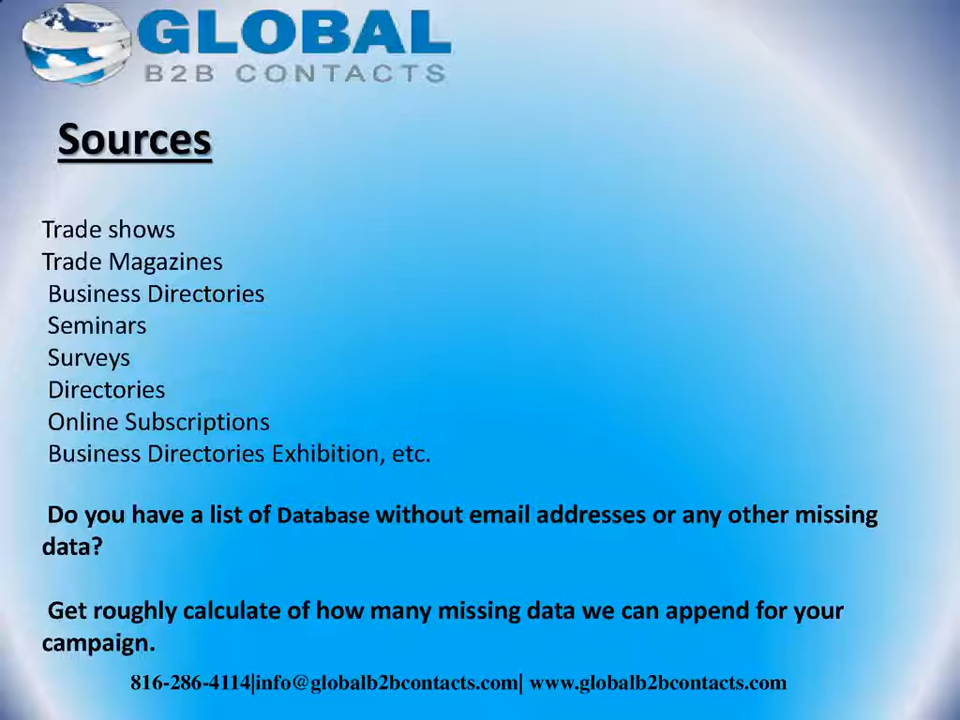 GLOBAL
B2B CONTACTS
Sources
Trade shows
Trade Magazines
Business Directories
Seminars
Surveys
Directories
Online Subscriptions
Business Directories Exhibition, etc.
Do you have a list of Database without email addresses or any other missing
data?
Get roughly calculate of how many missing data we can append for your
campaign.
816-286-4114|info@globalb2bcontacts.com| www.globalb2bcontacts.com